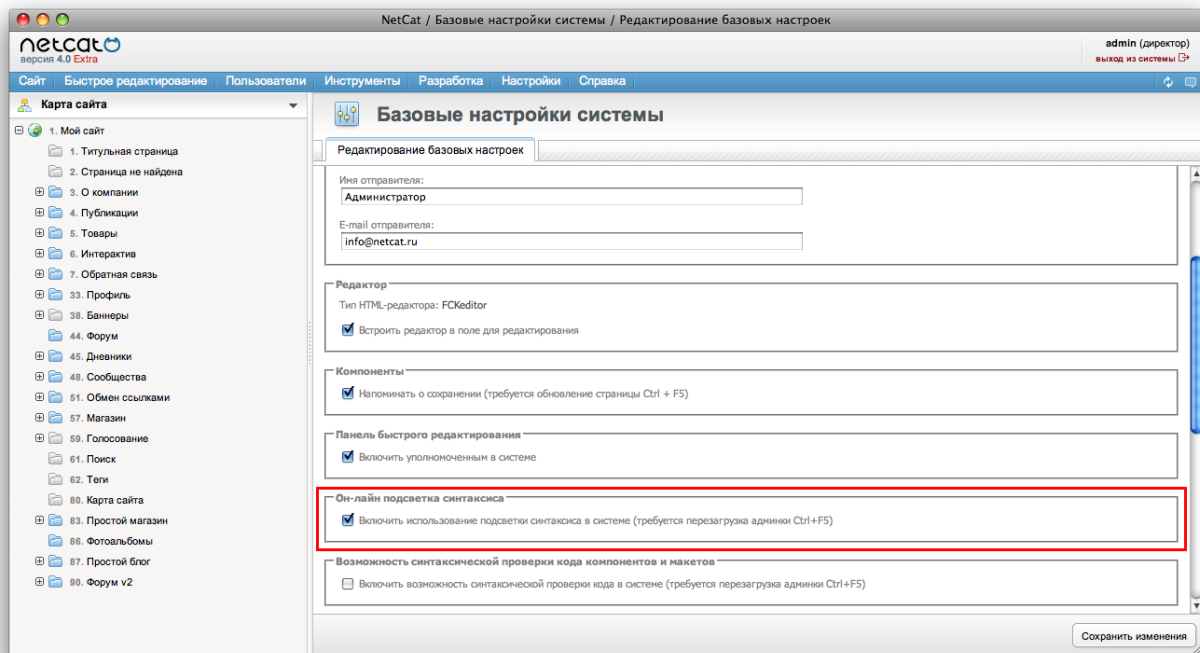 NetCat / Базовые настройки системы / Редактирование базовых настроек
netcat
версия 4.0 Extra
admin (директор)
выход из системы
Сайт Быстрое редактирование Пользователи Инструменты Разработка Настройки Справка
Карта сайта
1. Мой сайт
1. Титульная страница
2. Страница не найдена
3. О компании
4. Публикации
5. Товары
6. Интерактив
7. Обратная связь
33. Профиль
38. Баннеры
44. Форум
45. Дневники
48. Сообщества
51. Обмен ссылками
57. Магазин
59. Голосование
61. Поиск
62. Теги
80. Карта сайта
83. Простой магазин
86. Фотоальбомы
87. Простой блог
90. Форум v2
Базовые настройки системы
Редактирование базовых настроек
Имя отправителя:
Администратор
E-mail отправителя:
info@netcat.ru
Редактор
Тип HTML-редактора: FCKeditor
Встроить редактор в поле для редактирования
Компоненты
Напоминать о сохранении (требуется обновление страницы Ctrl + F5)
Панель быстрого редактирования
Включить уполномоченным в системе
Он-лайн подсветка синтаксиса
Включить использование подсветки синтаксиса в системе (требуется перезагрузка админки Ctrl+F5)
Возможность синтаксической проверки кода компонентов и макетов
Включить возможность синтаксической проверки кода в системе (требуется перезагрузка админки Ctrl+F5)
Сохранить изменения